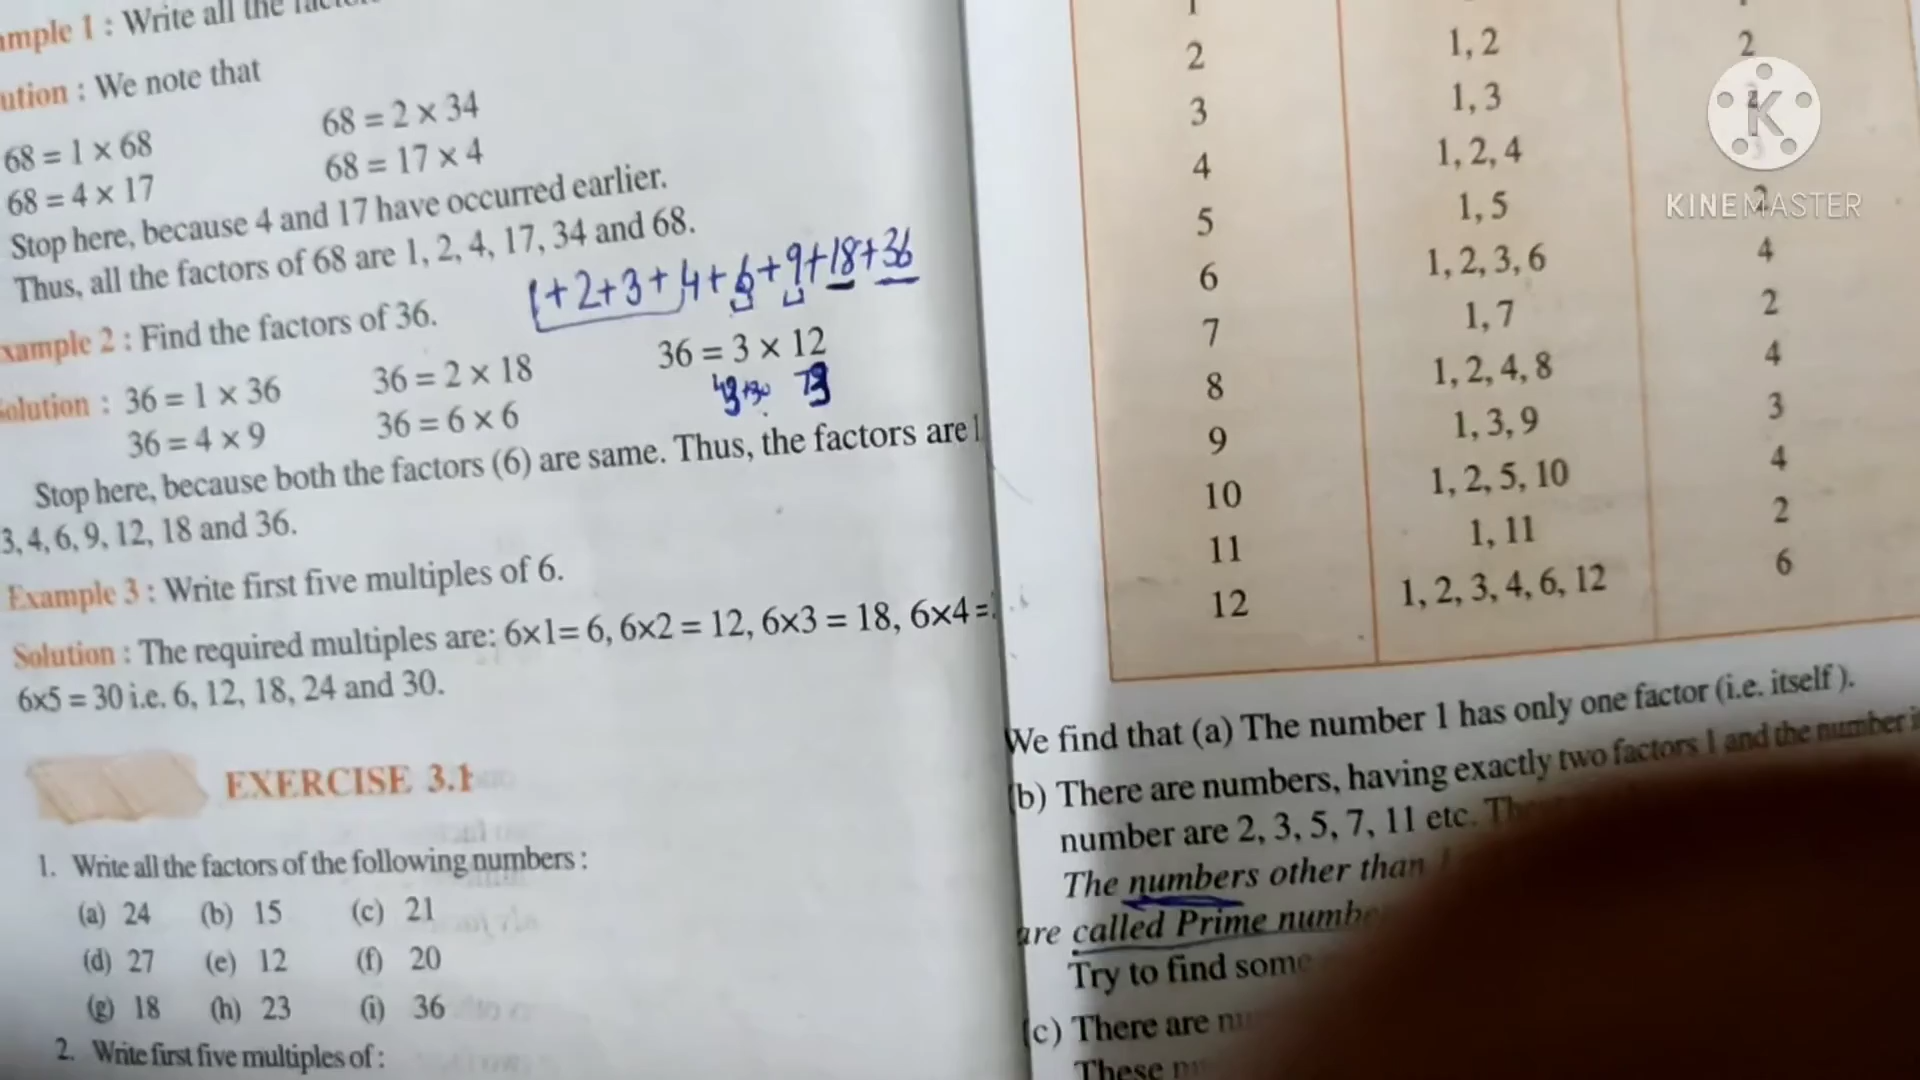 : Write all the
: We note that
68 = 1 × 68
68 = 2 × 34
68 = 4 × 17
68 = 17 × 4
Stop here, because 4 and 17 have occurred earlier.
Thus, all the factors of 68 are 1, 2, 4, 17, 34 and 68.
1+2+3+4+6+9+18+36
xample 2 : Find the factors of 36.
olution : 36 = 1 × 36
36 = 2 × 18
36 = 3 × 12
36 = 4 × 9
36 = 6 × 6
Stop here, because both the factors (6) are same. Thus, the factors are 1
3, 4, 6, 9, 12, 18 and 36.
Example 3 : Write first five multiples of 6.
Solution : The required multiples are: 6×1= 6, 6×2 = 12, 6×3 = 18, 6×4 =
6×5 = 30 i.e. 6, 12, 18, 24 and 30.
EXERCISE 3.1
1. Write all the factors of the following numbers :
(a) 24 (b) 15 (c) 21
(d) 27 (e) 12 (f) 20
(g) 18 (h) 23 (i) 36
2. Write first five multiples of :
2 1, 2 2
3 1, 3
4 1, 2, 4
5 1, 5 2
6 1, 2, 3, 6 4
7 1, 7 2
8 1, 2, 4, 8 4
9 1, 3, 9 3
10 1, 2, 5, 10 4
11 1, 11 2
12 1, 2, 3, 4, 6, 12 6
We find that (a) The number 1 has only one factor (i.e. itself ).
(b) There are numbers, having exactly two factors 1 and the number i
number are 2, 3, 5, 7, 11 etc.
The numbers other than
are called Prime numbe
Try to find some
(c) There are
These
K
KINEMASTER